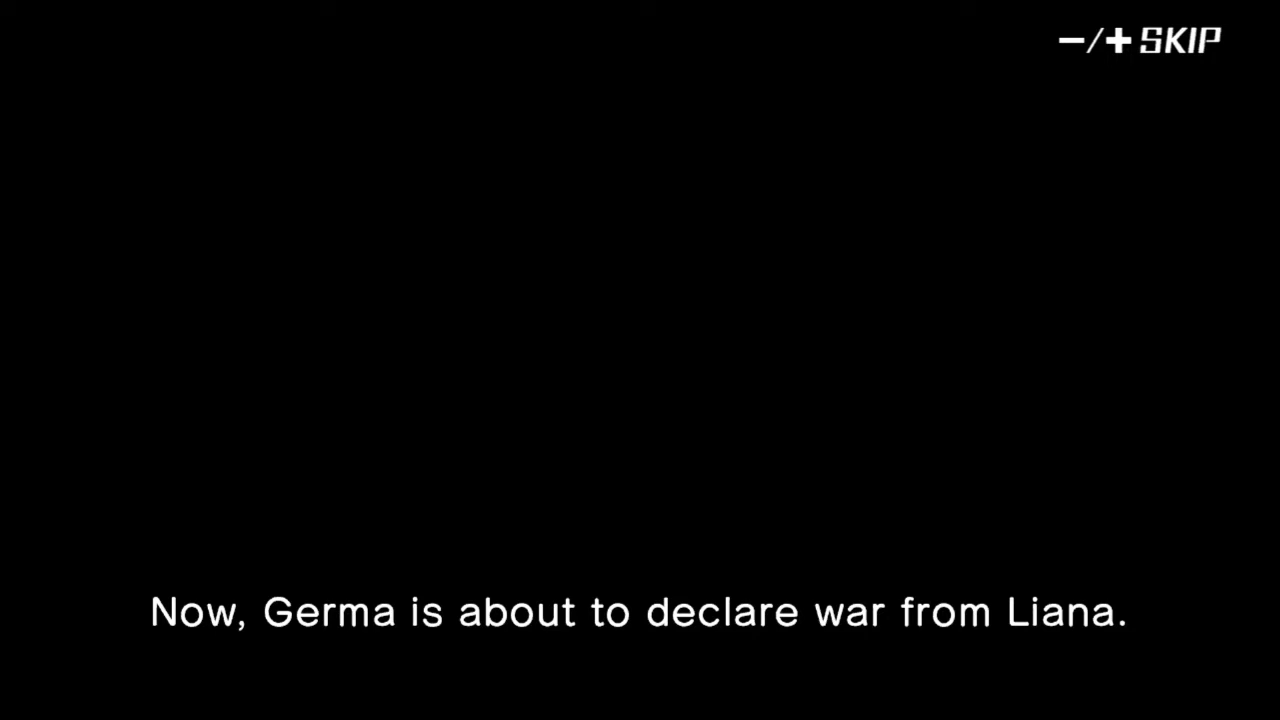 −/+ SKIP
Now, Germa is about to declare war from Liana.